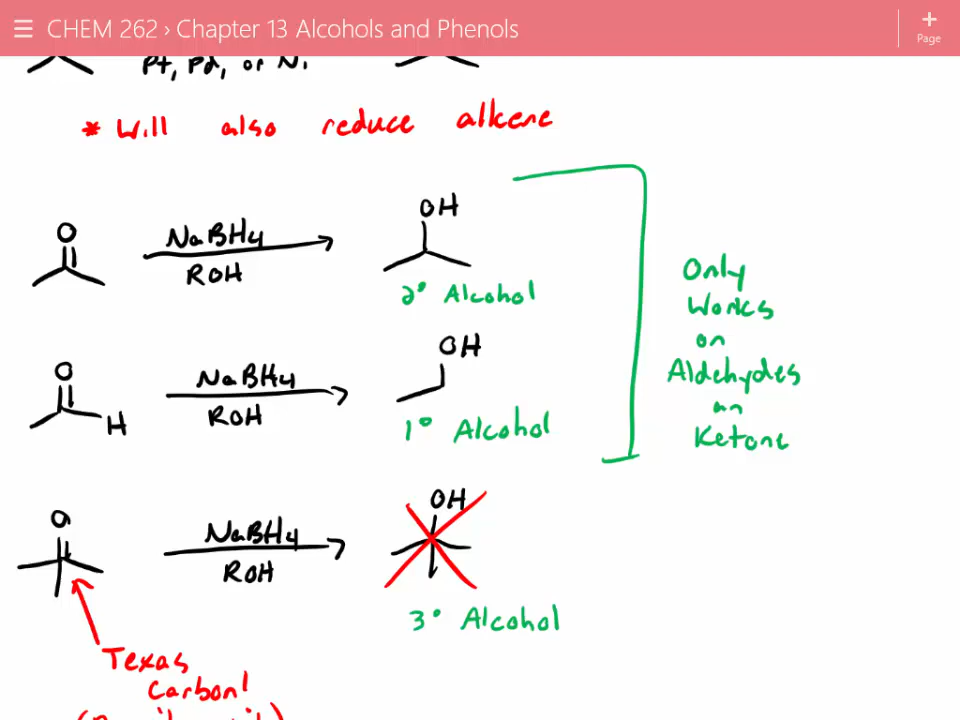 CHEM 262 › Chapter 13 Alcohols and Phenols
Page
Pt, Pd, or Ni
* Will also reduce alkene
O
NaBH4
ROH
OH
2° Alcohol
O
H
NaBH4
ROH
OH
1° Alcohol
Only
Works
on
Aldehydes
an
Ketone
O
NaBH4
ROH
OH
3° Alcohol
Texas
Carbon!